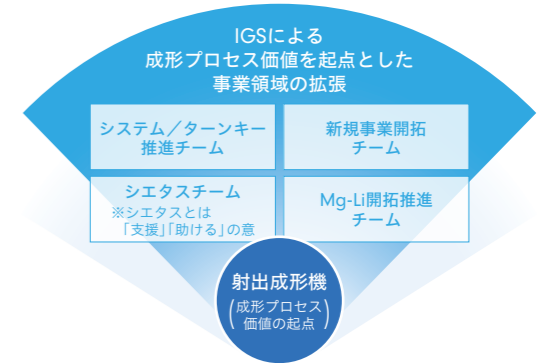 IGSによる
成形プロセス価値を起点とした
事業領域の拡張
システム／ターンキー
推進チーム
新規事業開拓
チーム
シエタスチーム
※シエタスとは
「支援」「助ける」の意
Mg-Li開拓推進
チーム
射出成形機
(成形プロセス
価値の起点)